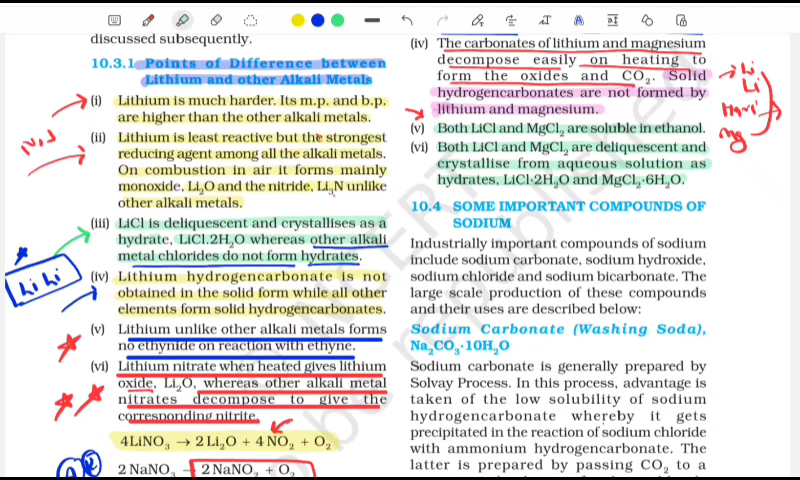 discussed subsequently.
10.3.1 Points of Difference between
Lithium and other Alkali Metals
(i) Lithium is much harder. Its m.p. and b.p.
are higher than the other alkali metals.
(ii) Lithium is least reactive but the strongest
reducing agent among all the alkali metals.
On combustion in air it forms mainly
monoxide, Li₂O and the nitride, Li₃N unlike
other alkali metals.
(iii) LiCl is deliquescent and crystallises as a
hydrate, LiCl.2H₂O whereas other alkali
metal chlorides do not form hydrates.
Li Li
(iv) Lithium hydrogencarbonate is not
obtained in the solid form while all other
elements form solid hydrogencarbonates.
(v) Lithium unlike other alkali metals forms
no ethynide on reaction with ethyne.
(vi) Lithium nitrate when heated gives lithium
oxide, Li₂O, whereas other alkali metal
nitrates decompose to give the
corresponding nitrite.
4LiNO₃ → 2 Li₂O + 4 NO₂ + O₂
2 NaNO₃ → 2 NaNO₂ + O₂
(iv) The carbonates of lithium and magnesium
decompose easily on heating to
form the oxides and CO₂. Solid
hydrogencarbonates are not formed by
lithium and magnesium.
Li
Li
Mg
(v) Both LiCl and MgCl₂ are soluble in ethanol.
(vi) Both LiCl and MgCl₂ are deliquescent and
crystallise from aqueous solution as
hydrates, LiCl·2H₂O and MgCl₂·6H₂O.
10.4 SOME IMPORTANT COMPOUNDS OF
SODIUM
Industrially important compounds of sodium
include sodium carbonate, sodium hydroxide,
sodium chloride and sodium bicarbonate. The
large scale production of these compounds
and their uses are described below:
Sodium Carbonate (Washing Soda),
Na₂CO₃·10H₂O
Sodium carbonate is generally prepared by
Solvay Process. In this process, advantage is
taken of the low solubility of sodium
hydrogencarbonate whereby it gets
precipitated in the reaction of sodium chloride
with ammonium hydrogencarbonate. The
latter is prepared by passing CO₂ to a